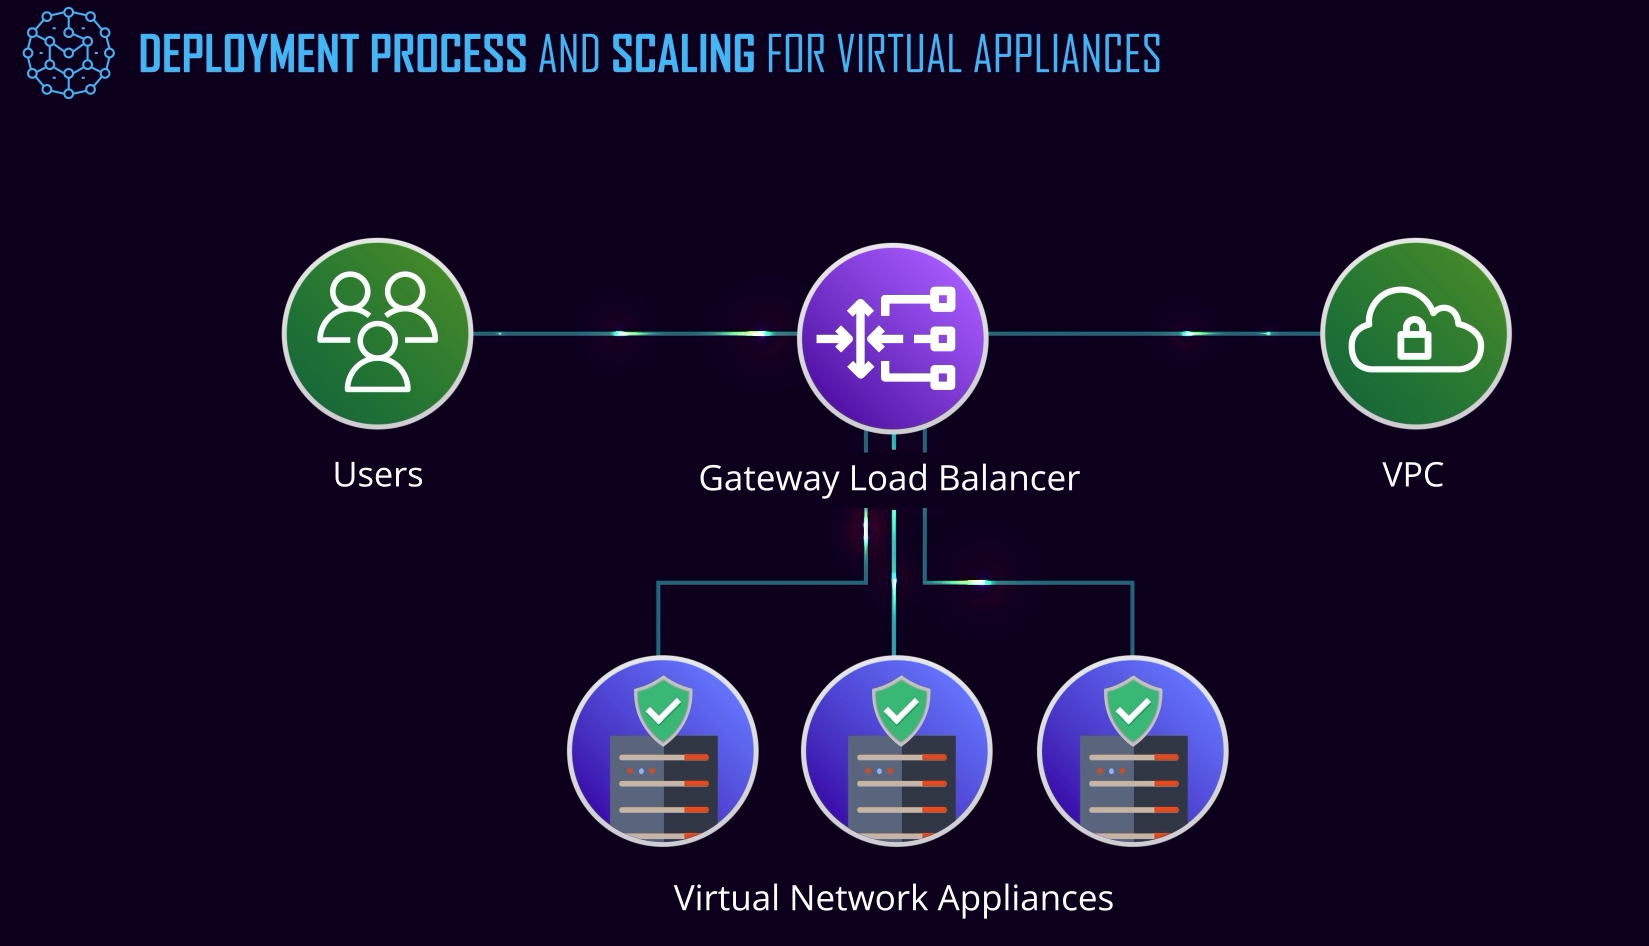 DEPLOYMENT PROCESS AND SCALING FOR VIRTUAL APPLIANCES
Users
Gateway Load Balancer
VPC
Virtual Network Appliances